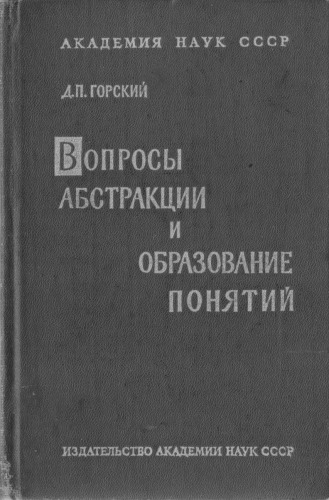 АКАДЕМИЯ НАУК СССР
Д.П. ГОРСКИЙ
ВОПРОСЫ
АБСТРАКЦИИ
И
ОБРАЗОВАНИЕ
ПОНЯТИЙ
ИЗДАТЕЛЬСТВО АКАДЕМИИ НАУК СССР